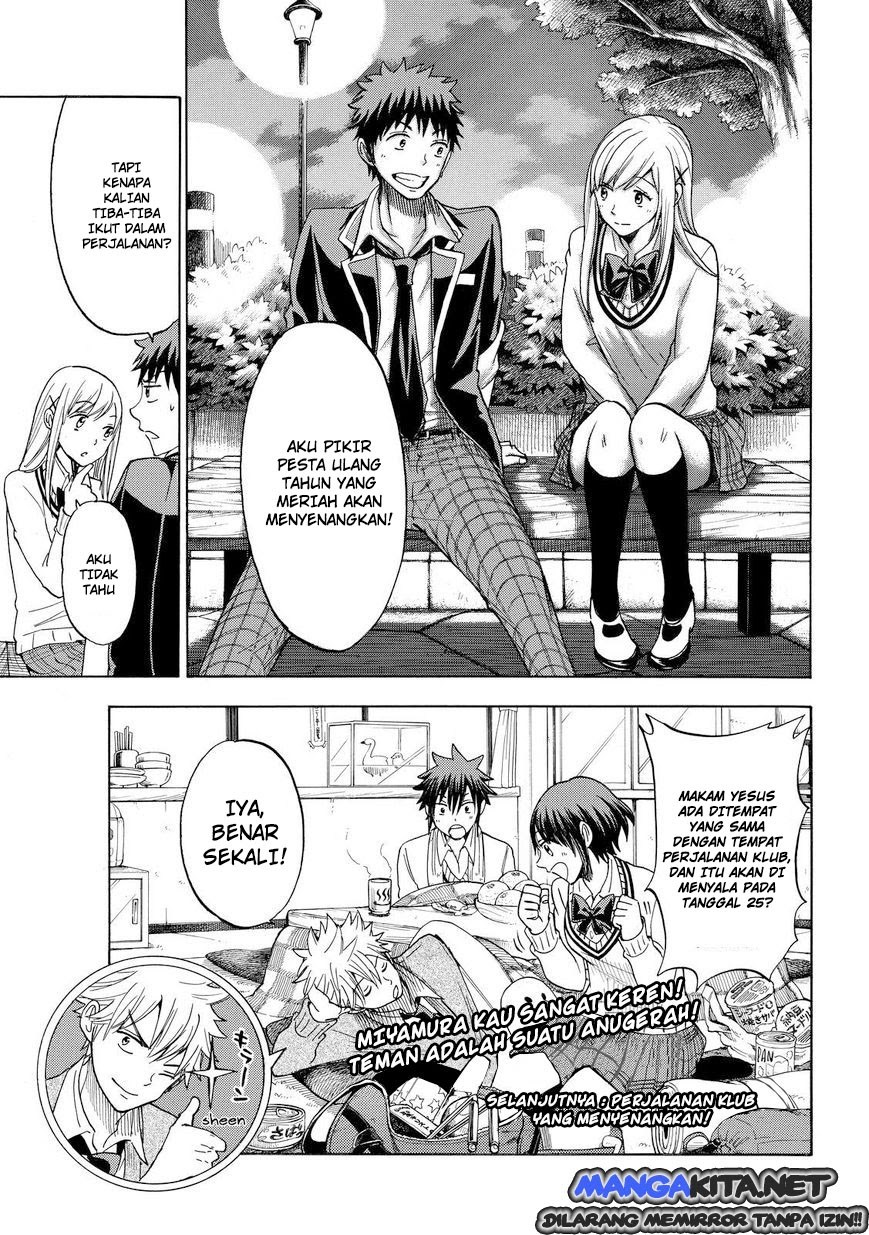 AKU PIKIR
PESTA ULANG
TAHUN YANG
MERIAH AKAN
MENYENANGKAN!
TAPI
KENAPA
KALIAN
TIBA-TIBA
IKUT DALAM
PERJALANAN?
AKU
TIDAK
TAHU
MAKAM YESUS
ADA DITEMPAT
YANG SAMA
DENGAN TEMPAT
PERJALANAN KLUB,
DAN ITU AKAN DI
MENYALA PADA
TANGGAL 25?
IYA,
BENAR
SEKALI!
sheen
MIYAMURA KAU SANGAT KEREN!
TEMAN ADALAH SUATU ANUGERAH!
SELANJUTNYA : PERJALANAN KLUB
YANG MENYENANGKAN!
PAN
さば
MANGAKITA.NET
DILARANG MEMIRROR TANPA IZIN!!